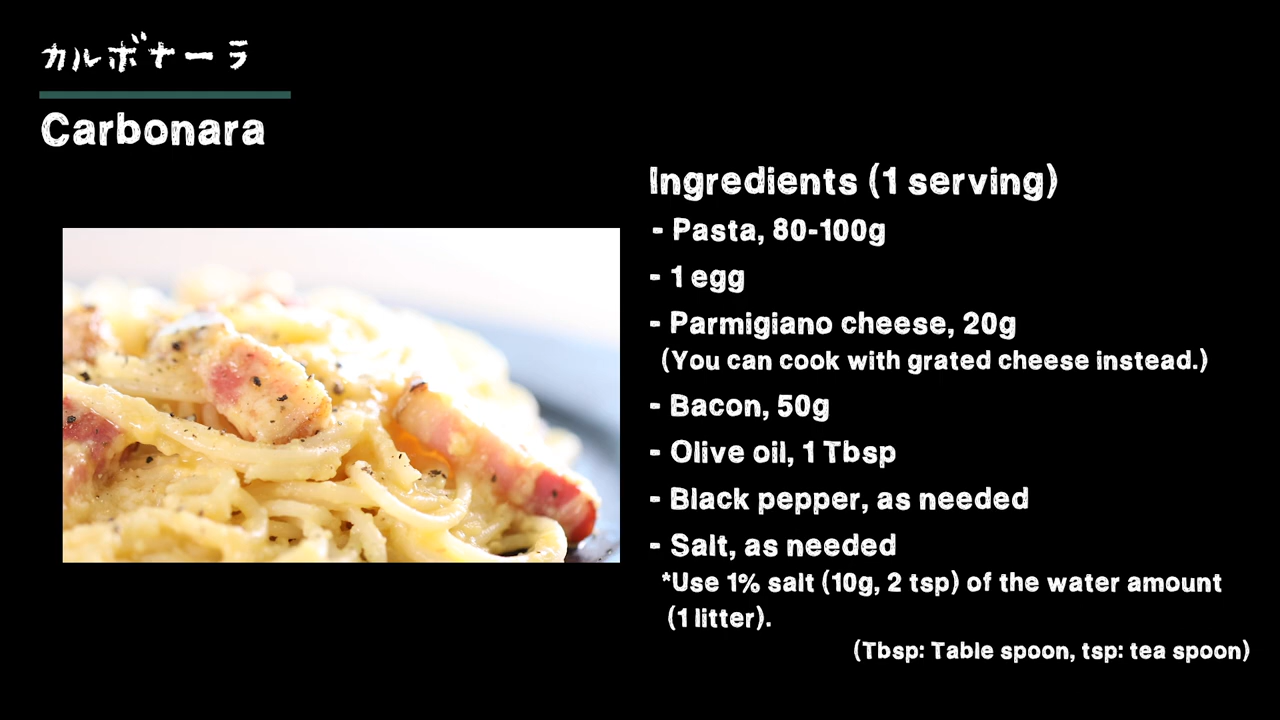 カルボナーラ
Carbonara
Ingredients (1 serving)
- Pasta, 80-100g
- 1 egg
- Parmigiano cheese, 20g
(You can cook with grated cheese instead.)
- Bacon, 50g
- Olive oil, 1 Tbsp
- Black pepper, as needed
- Salt, as needed
*Use 1% salt (10g, 2 tsp) of the water amount
(1 litter).
(Tbsp: Table spoon, tsp: tea spoon)